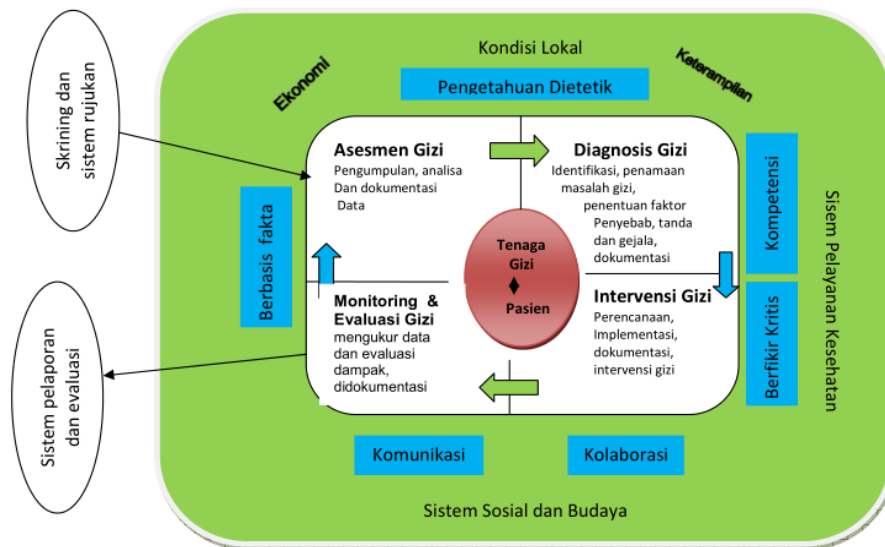 Kondisi Lokal
Ekonomi
Keterampilan
Pengetahuan Dietetik
Skrining dan
sistem rujukan
Asesmen Gizi
Pengumpulan, analisa
Dan dokumentasi
Data
Diagnosis Gizi
Identifikasi, penamaan
masalah gizi,
penentuan faktor
Penyebab, tanda
dan gejala,
dokumentasi
Berbasis fakta
Tenaga
Gizi
Pasien
Kompetensi
Sisem Pelayanan Kesehatan
Monitoring &
Evaluasi Gizi
mengukur data
dan evaluasi
dampak,
didokumentasi
Intervensi Gizi
Perencanaan,
Implementasi,
dokumentasi,
intervensi gizi
Berfikir Kritis
Sistem pelaporan
dan evaluasi
Komunikasi
Kolaborasi
Sistem Sosial dan Budaya